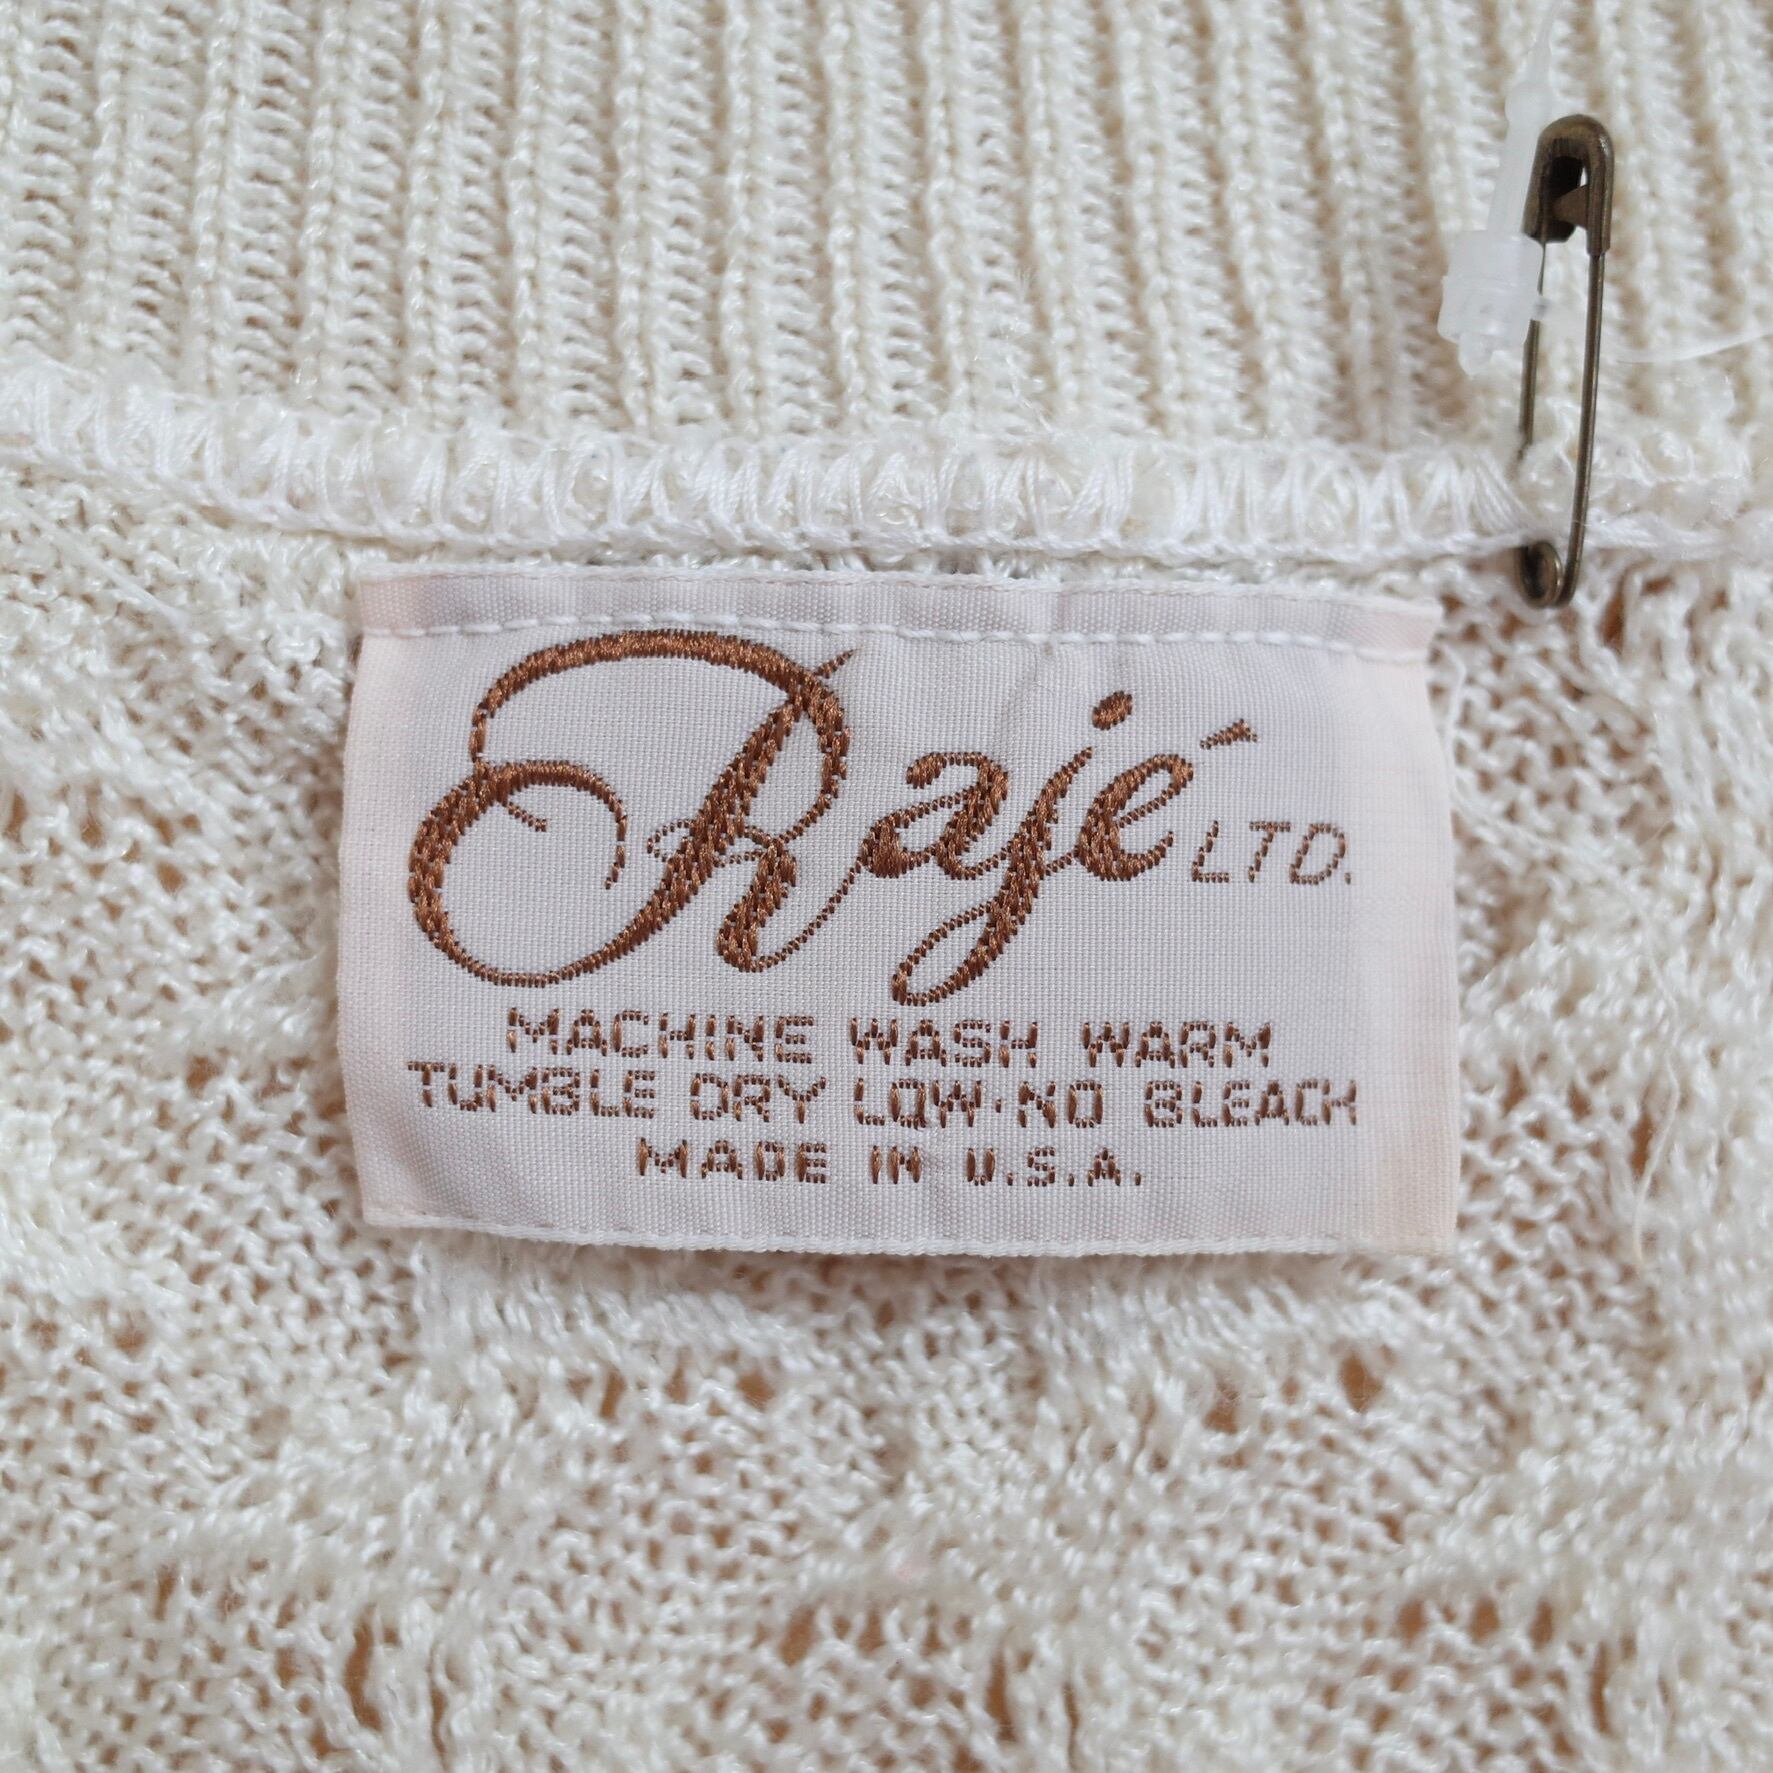 Rajé LTD.
MACHINE WASH WARM
TUMBLE DRY LOW·NO BLEACH
MADE IN U.S.A.